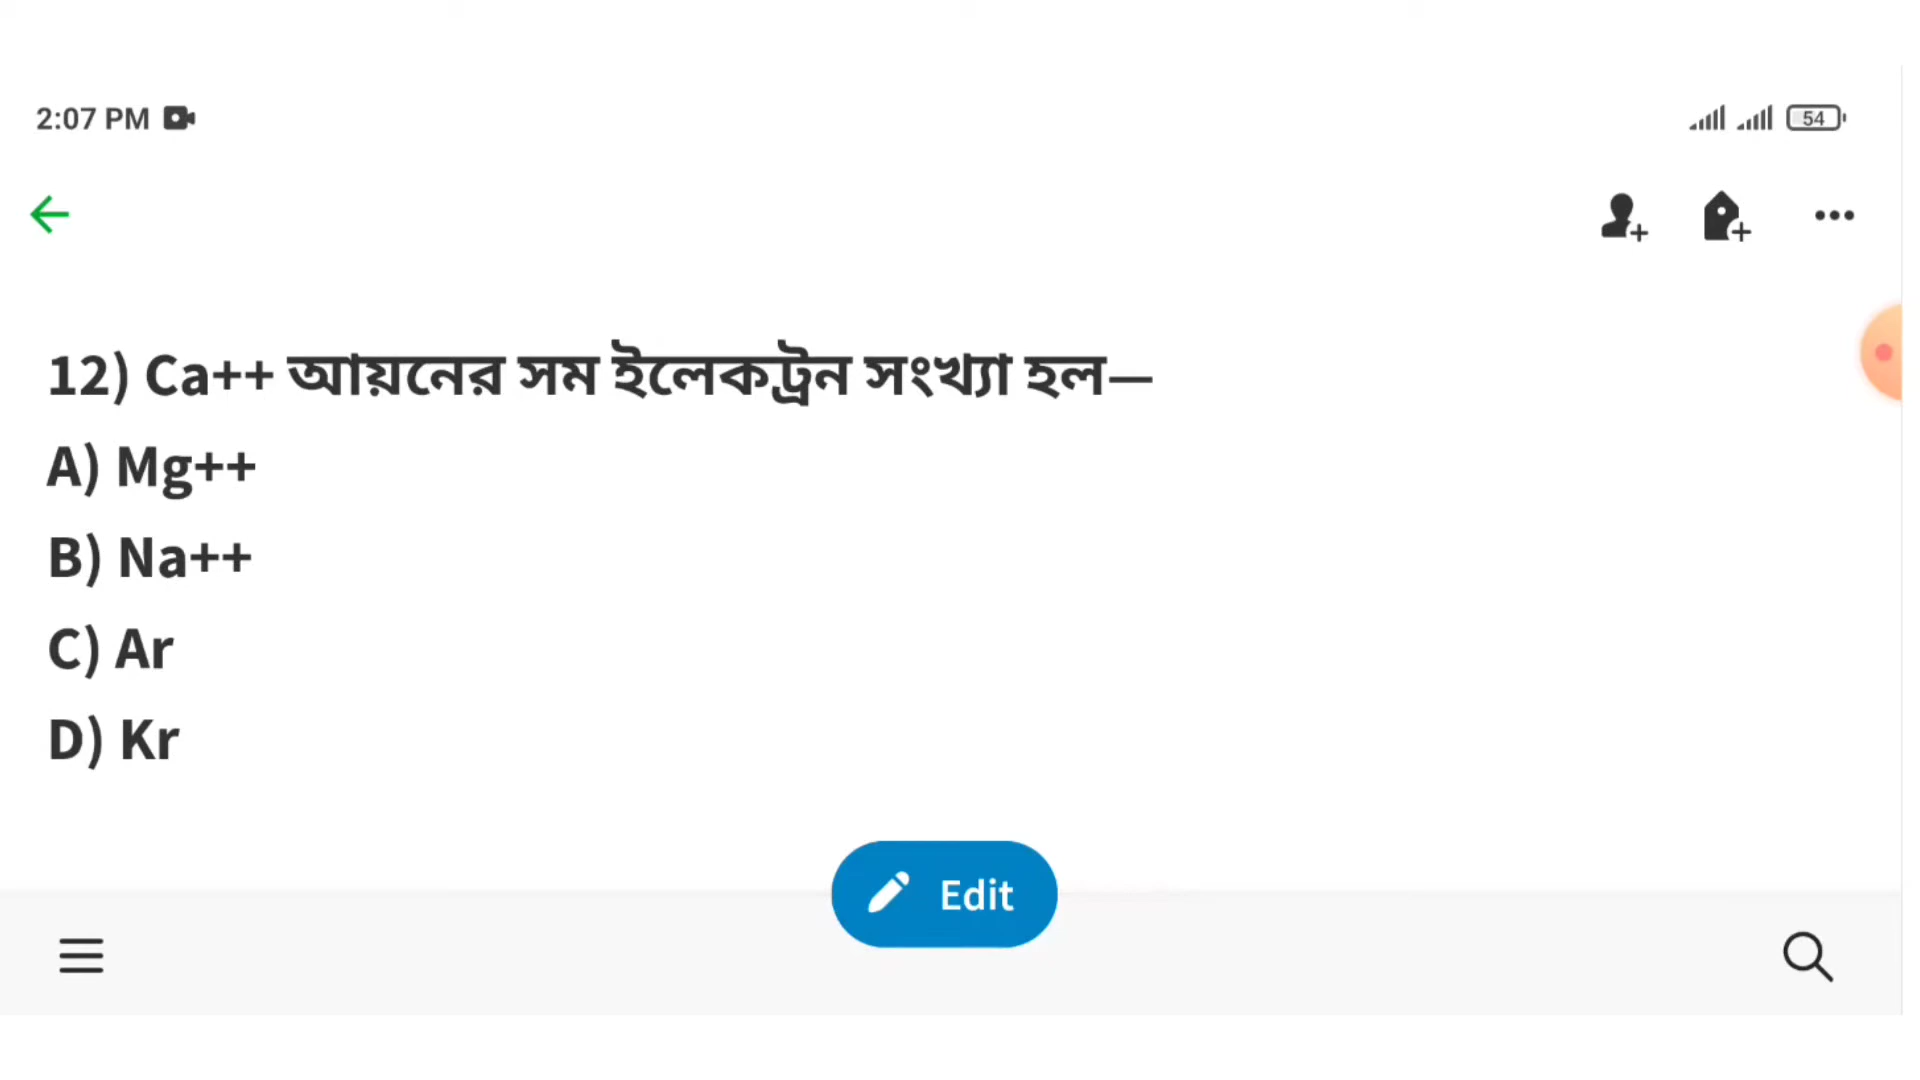 2:07 PM
54
12) Ca++ আয়নের সম ইলেকট্রন সংখ্যা হল—
A) Mg++
B) Na++
C) Ar
D) Kr
Edit